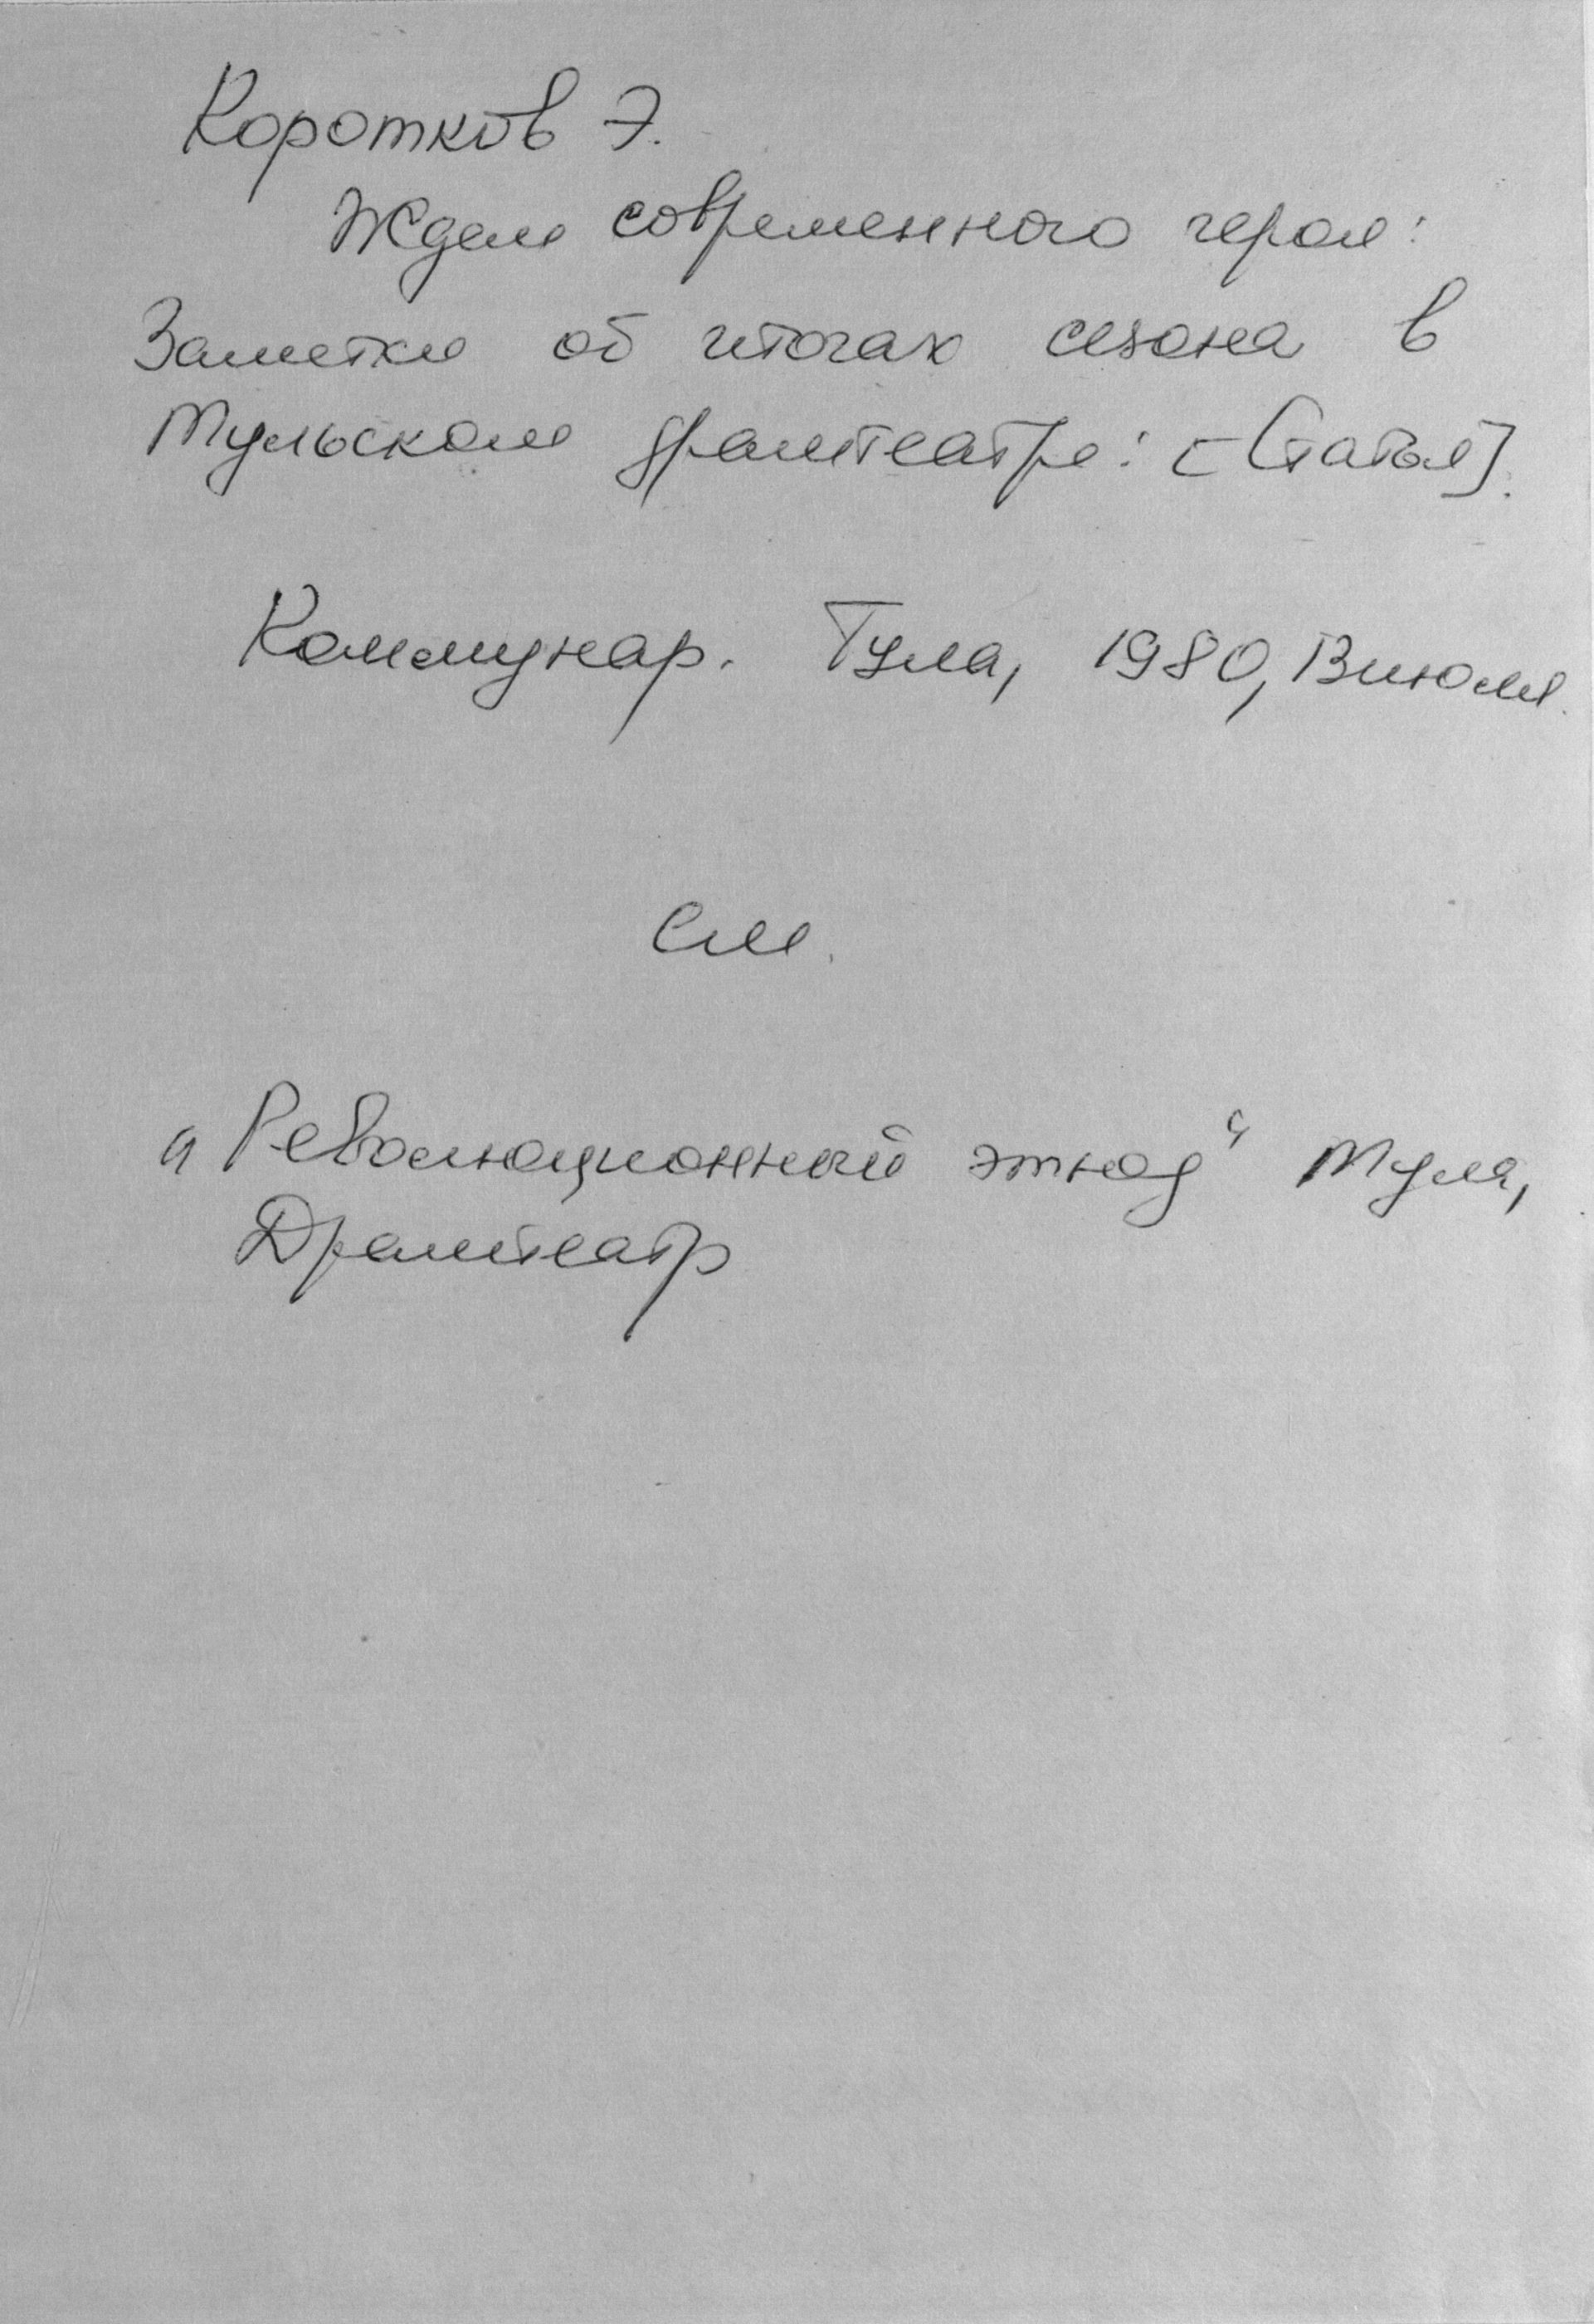 Коротков Э.
Ждем современного героя:
Заметки об итогах сезона в
Тульском драмтеатре: [Статья].
Коммунар. Тула, 1980, 13 июля.
См.
„Революционный этюд“ Тула,
Драмтеатр